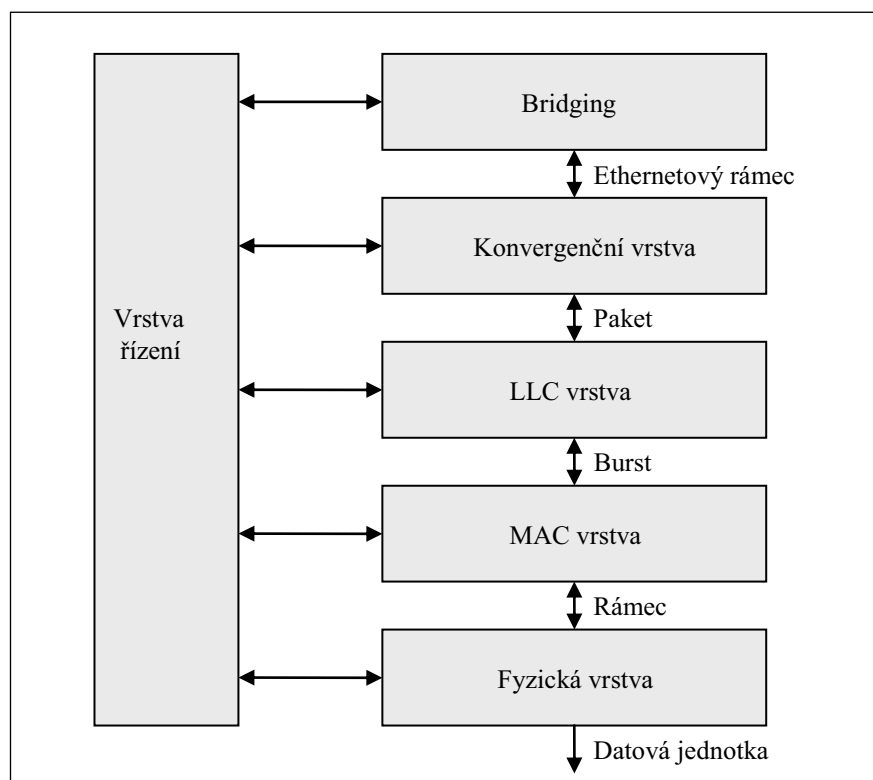 Bridging
Ethernetový rámec
Konvergenční vrstva
Vrstva
řízení
Paket
LLC vrstva
Burst
MAC vrstva
Rámec
Fyzická vrstva
Datová jednotka